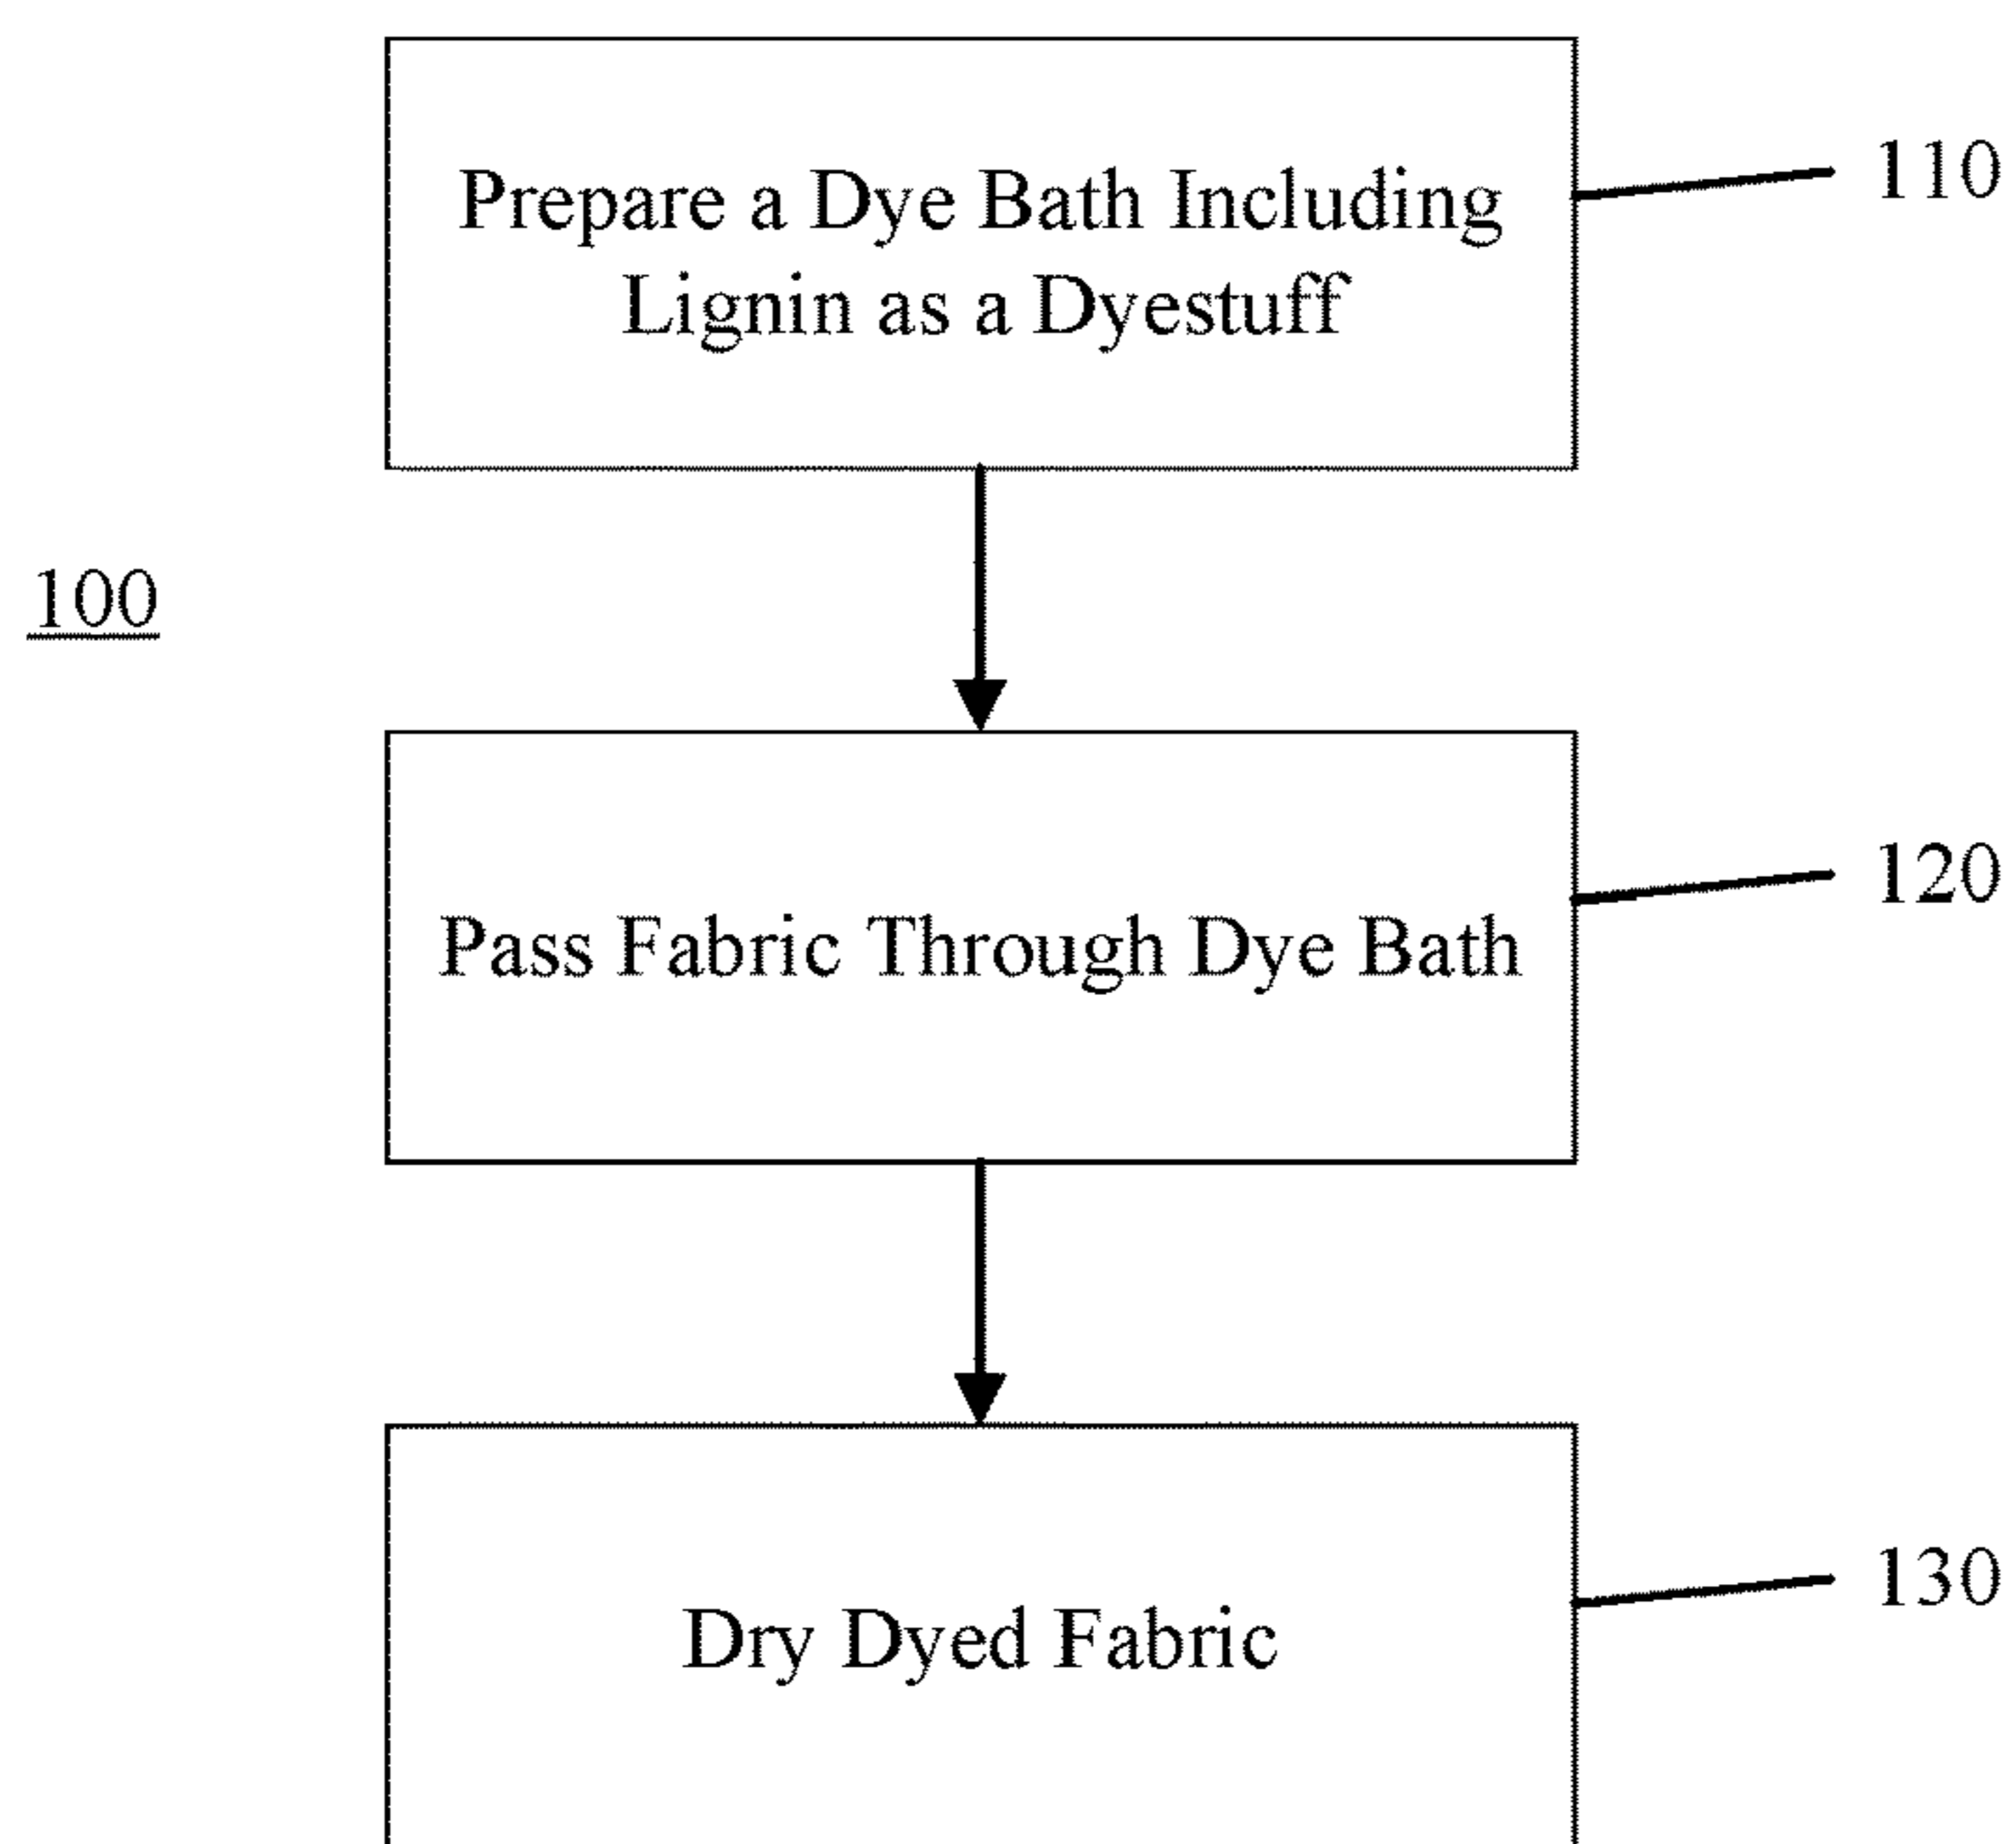 Prepare a Dye Bath Including
Lignin as a Dyestuff
110
100
Pass Fabric Through Dye Bath
120
Dry Dyed Fabric
130